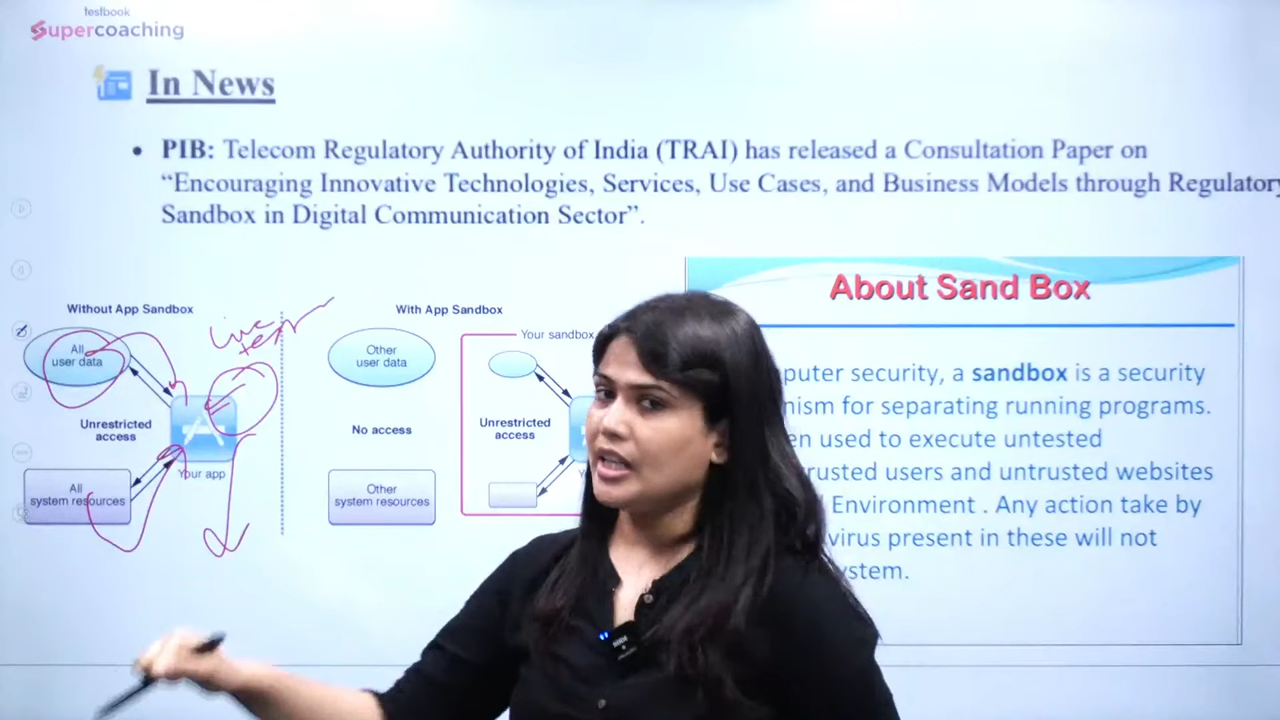 testbook
Supercoaching
In News
• PIB: Telecom Regulatory Authority of India (TRAI) has released a Consultation Paper on
“Encouraging Innovative Technologies, Services, Use Cases, and Business Models through Regulatory
Sandbox in Digital Communication Sector”.
Without App Sandbox
All
user data
Unrestricted
access
All
system resources
Your app
Live
With App Sandbox
Other
user data
No access
Other
system resources
Your sandbox
Unrestricted
access
About Sand Box
puter security, a sandbox is a security
nism for separating running programs.
en used to execute untested
trusted users and untrusted websites
Environment . Any action take by
virus present in these will not
ystem.